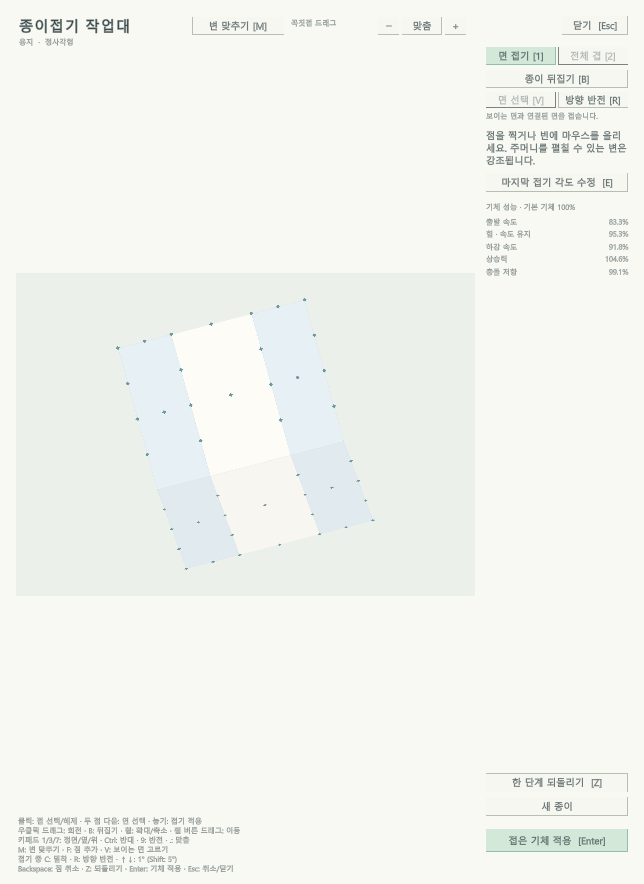 종이접기 작업대
용지 · 정사각형
변 맞추기 [M]
꼭짓점 드래그
−
맞춤
+
닫기 [Esc]
면 접기 [1]
전체 겹 [2]
종이 뒤집기 [B]
면 선택 [V]
방향 반전 [R]
보이는 면과 연결된 면을 접습니다.
점을 찍거나 변에 마우스를 올리
세요. 주머니를 펼칠 수 있는 변은
강조됩니다.
마지막 접기 각도 수정 [E]
기체 성능 · 기본 기체 100%
출발 속도 83.3%
힘 · 속도 유지 95.3%
하강 속도 91.8%
상승력 104.6%
충돌 저항 99.1%
한 단계 되돌리기 [Z]
새 종이
접은 기체 적용 [Enter]
클릭: 점 선택/해제 · 두 점 다음: 면 선택 · 놓기: 접기 적용
우클릭 드래그: 회전 · B: 뒤집기 · 휠: 확대/축소 · 휠 버튼 드래그: 이동
키패드 1/3/7: 정면/옆/위 · Ctrl: 반대 · 9: 반전 · .: 맞춤
M: 변 맞추기 · F: 점 추가 · V: 보이는 면 고르기
접기 중 C: 밀착 · R: 방향 반전 · ↑ ↓: 1° (Shift: 5°)
Backspace: 점 취소 · Z: 되돌리기 · Enter: 기체 적용 · Esc: 취소/닫기